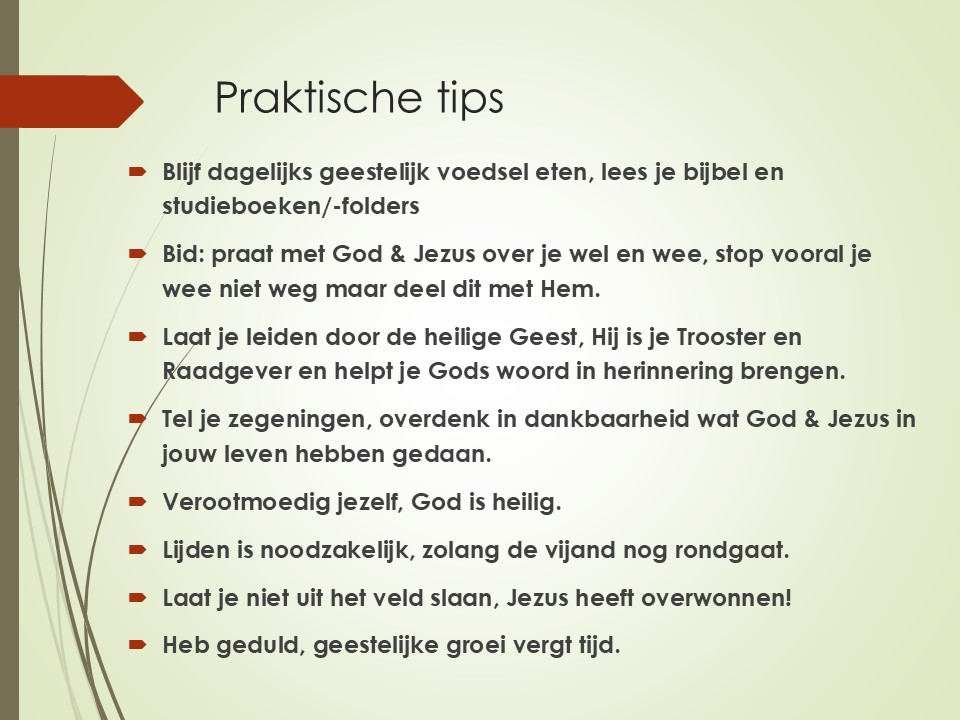 Praktische tips
Blijf dagelijks geestelijk voedsel eten, lees je bijbel en
studieboeken/-folders
Bid: praat met God & Jezus over je wel en wee, stop vooral je
wee niet weg maar deel dit met Hem.
Laat je leiden door de heilige Geest, Hij is je Trooster en
Raadgever en helpt je Gods woord in herinnering brengen.
Tel je zegeningen, overdenk in dankbaarheid wat God & Jezus in
jouw leven hebben gedaan.
Verootmoedig jezelf, God is heilig.
Lijden is noodzakelijk, zolang de vijand nog rondgaat.
Laat je niet uit het veld slaan, Jezus heeft overwonnen!
Heb geduld, geestelijke groei vergt tijd.